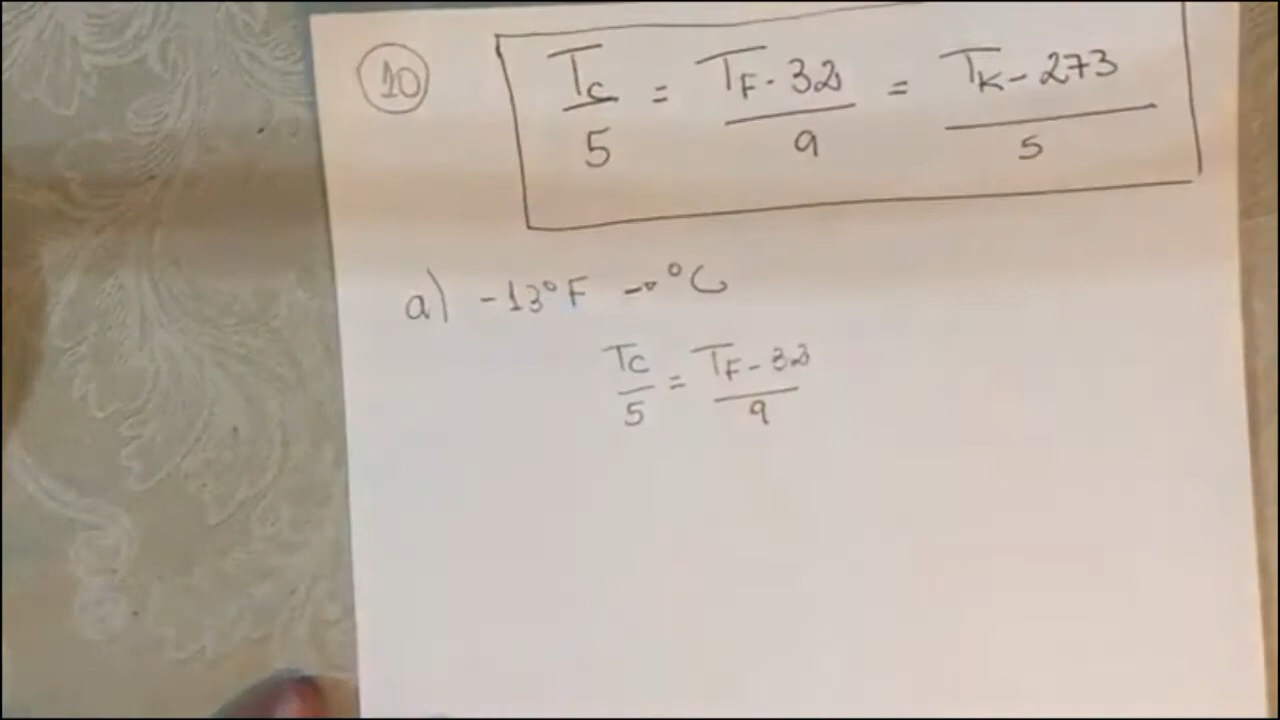 10
Tc/5 = TF - 32/9 = TK - 273/5
a) -13°F → °C
Tc/5 = TF - 32/9